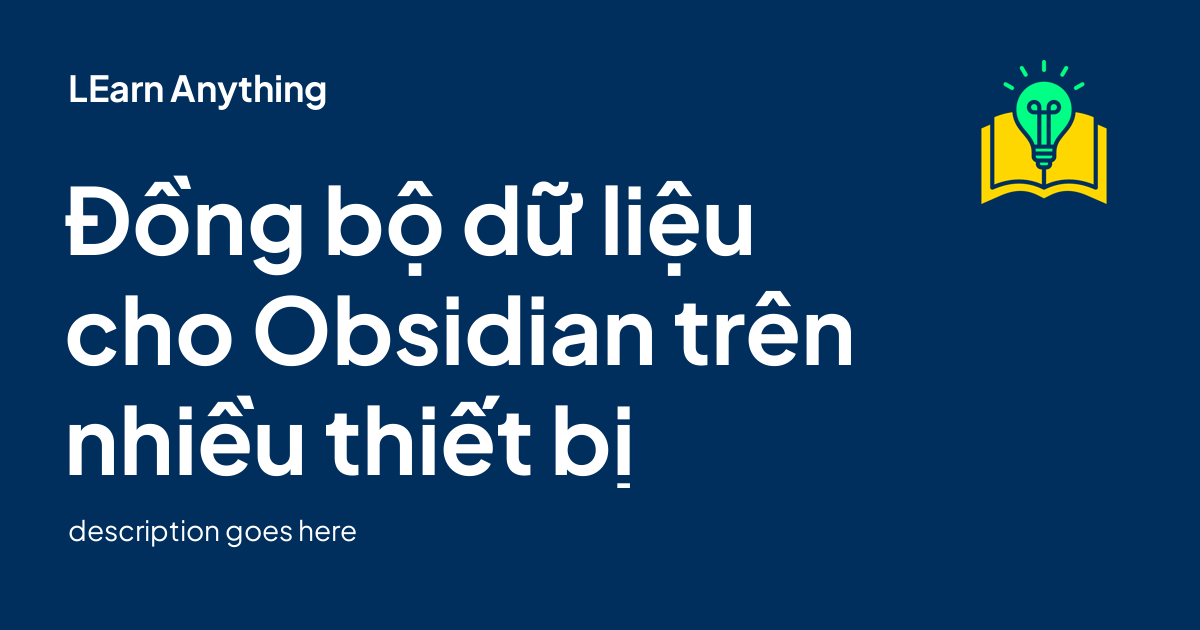 LEarn Anything
Đồng bộ dữ liệu
cho Obsidian trên
nhiều thiết bị
description goes here